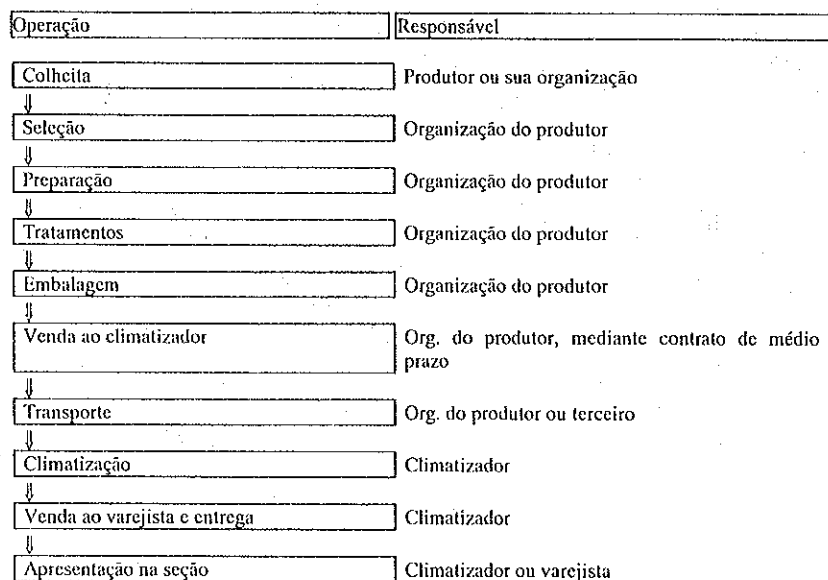 Operação Responsável
Colheita Produtor ou sua organização
⇓
Seleção Organização do produtor
⇓
Preparação Organização do produtor
⇓
Tratamentos Organização do produtor
⇓
Embalagem Organização do produtor
⇓
Venda ao climatizador Org. do produtor, mediante contrato de médio
prazo
⇓
Transporte Org. do produtor ou terceiro
⇓
Climatização Climatizador
⇓
Venda ao varejista e entrega Climatizador
⇓
Apresentação na seção Climatizador ou varejista